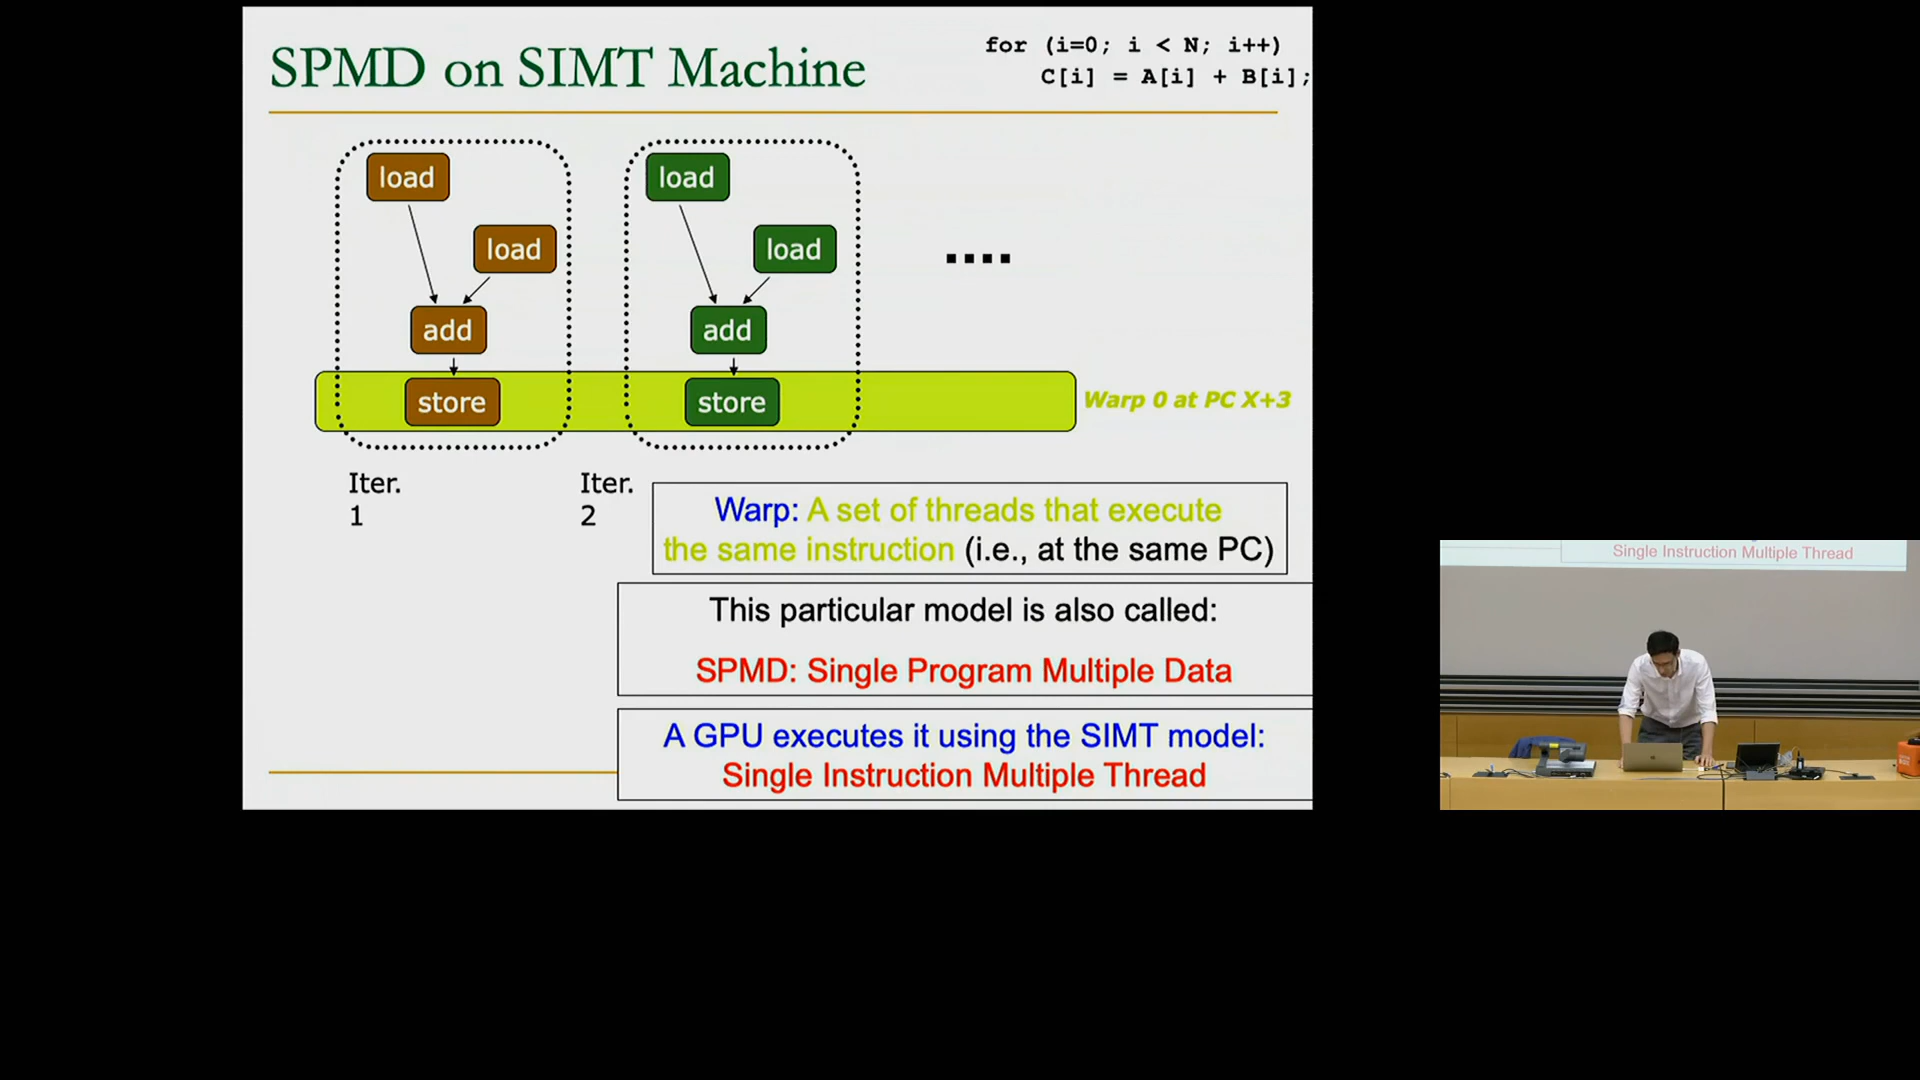 SPMD on SIMT Machine
for (i=0; i < N; i++)
C[i] = A[i] + B[i];
load
load
load
load
....
add
add
store
store
Warp 0 at PC X+3
Iter.
1
Iter.
2
Warp: A set of threads that execute
the same instruction (i.e., at the same PC)
This particular model is also called:
SPMD: Single Program Multiple Data
A GPU executes it using the SIMT model:
Single Instruction Multiple Thread
Single Instruction Multiple Thread